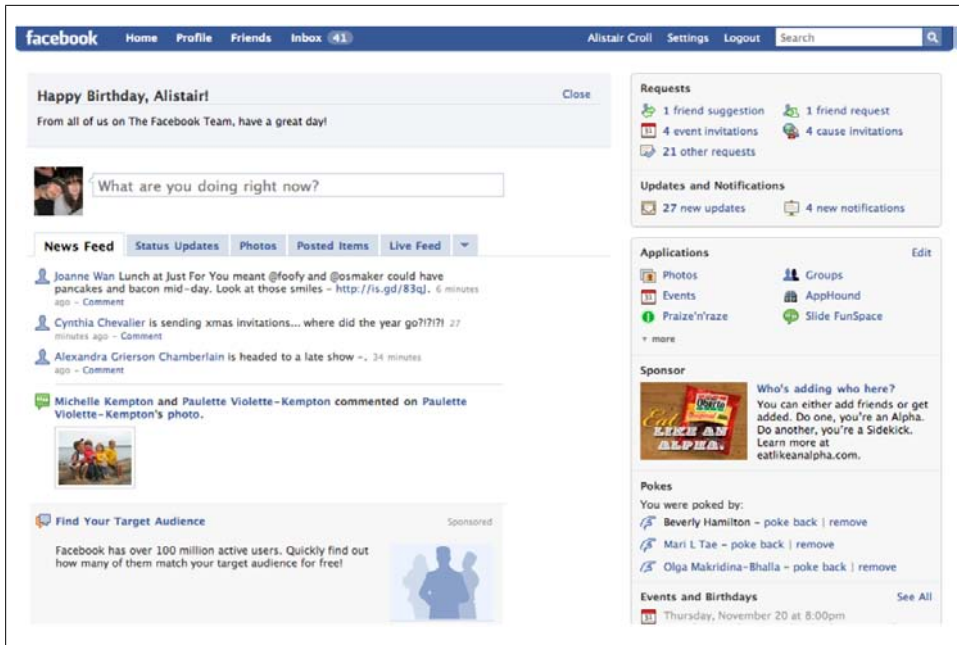 facebook Home Profile Friends Inbox 41 Alistair Croll Settings Logout Search
Happy Birthday, Alistair! Close
From all of us on The Facebook Team, have a great day!
What are you doing right now?
News Feed Status Updates Photos Posted Items Live Feed
Joanne Wan Lunch at Just For You meant @foofy and @osmaker could have
pancakes and bacon mid-day. Look at those smiles - http://is.gd/83qJ. 6 minutes
ago - Comment
Cynthia Chevalier is sending xmas invitations... where did the year go?!?!?! 27
minutes ago - Comment
Alexandra Grierson Chamberlain is headed to a late show -. 34 minutes
ago - Comment
Michelle Kempton and Paulette Violette-Kempton commented on Paulette
Violette-Kempton's photo.
Find Your Target Audience Sponsored
Facebook has over 100 million active users. Quickly find out
how many of them match your target audience for free!
Requests
1 friend suggestion 1 friend request
31 4 event invitations 4 cause invitations
21 other requests
Updates and Notifications
27 new updates 4 new notifications
Applications Edit
Photos Groups
31 Events AppHound
Praize'n'raze Slide FunSpace
more
Sponsor
Eat
LIKE AN
ALPHA.
Oberto
Who's adding who here?
You can either add friends or get
added. Do one, you're an Alpha.
Do another, you're a Sidekick.
Learn more at
eatlikeanalpha.com.
Pokes
You were poked by:
Beverly Hamilton - poke back | remove
Mari L Tae - poke back | remove
Olga Makridina-Bhalla - poke back | remove
Events and Birthdays See All
31 Thursday, November 20 at 8:00pm